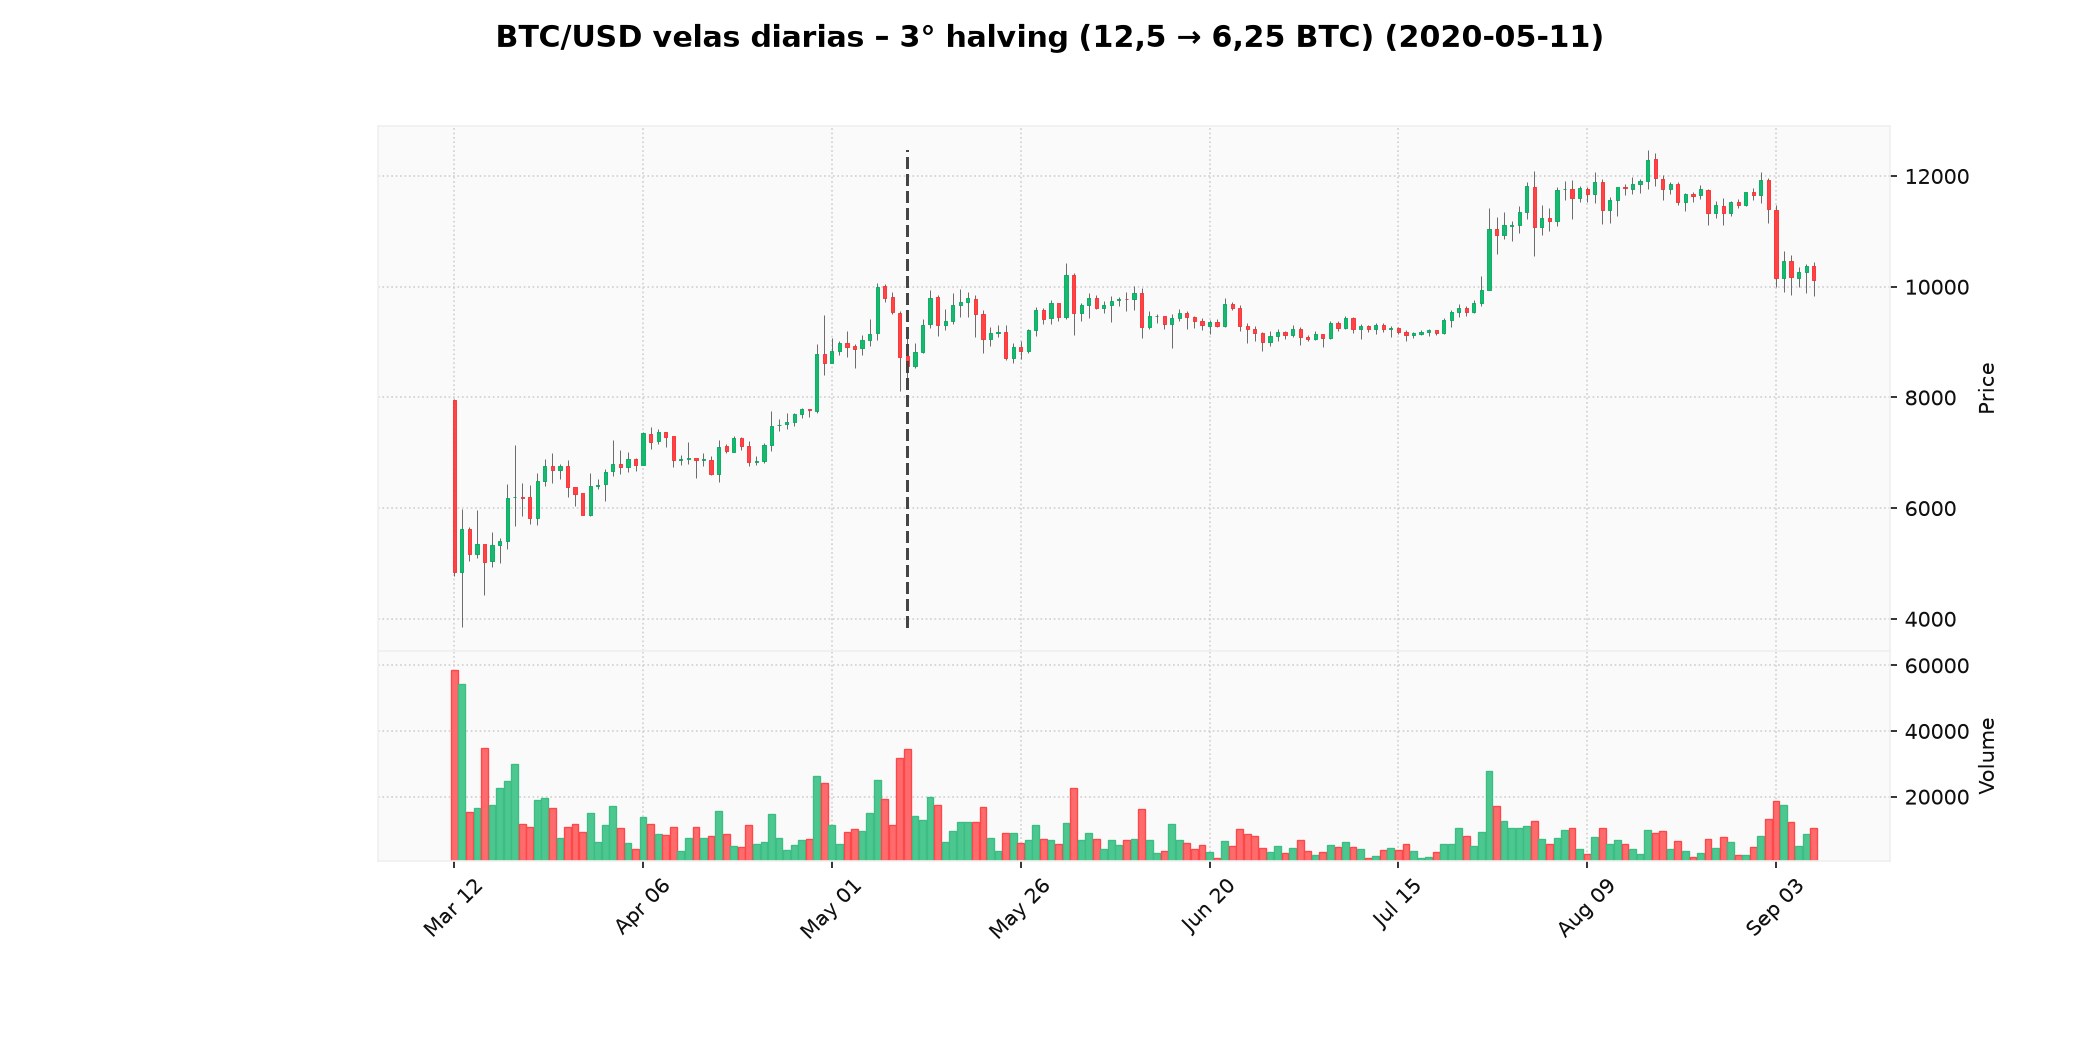 BTC/USD velas diarias – 3° halving (12,5 → 6,25 BTC) (2020-05-11)
12000
10000
8000
6000
4000
Price
60000
40000
20000
Volume
Mar 12
Apr 06
May 01
May 26
Jun 20
Jul 15
Aug 09
Sep 03